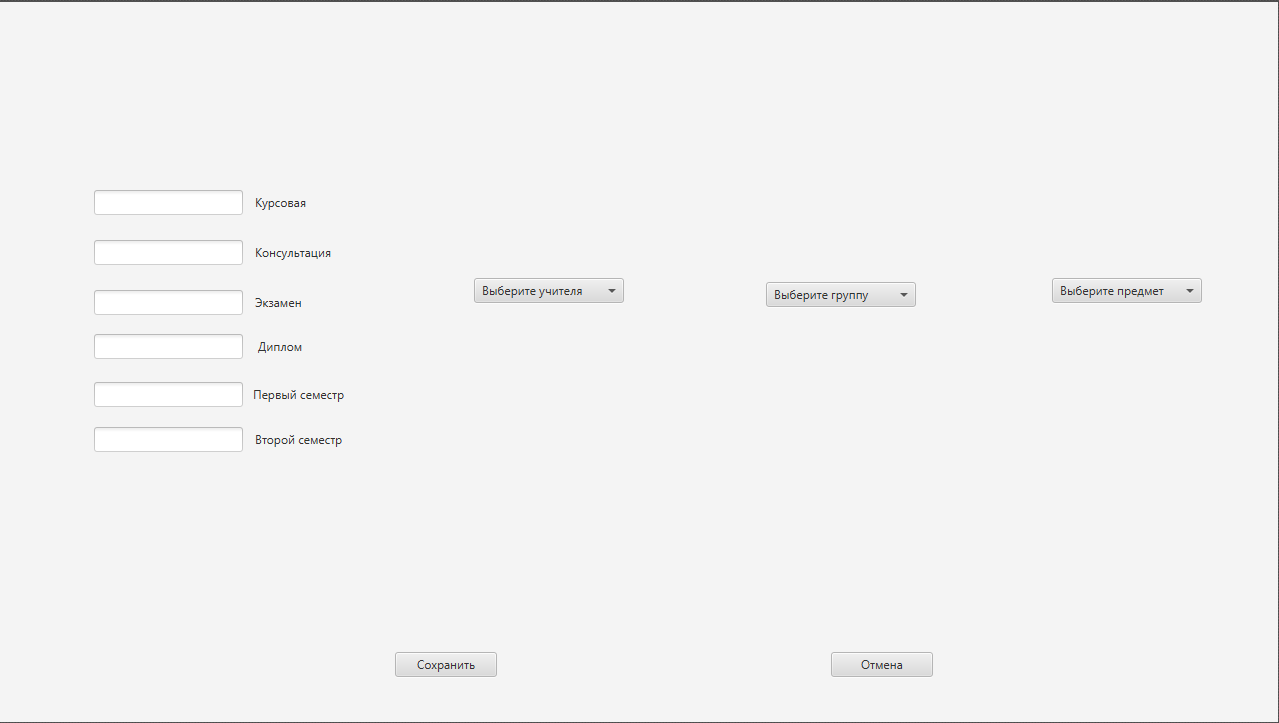 Курсовая
Консультация
Экзамен
Диплом
Первый семестр
Второй семестр
Выберите учителя
Выберите группу
Выберите предмет
Сохранить
Отмена